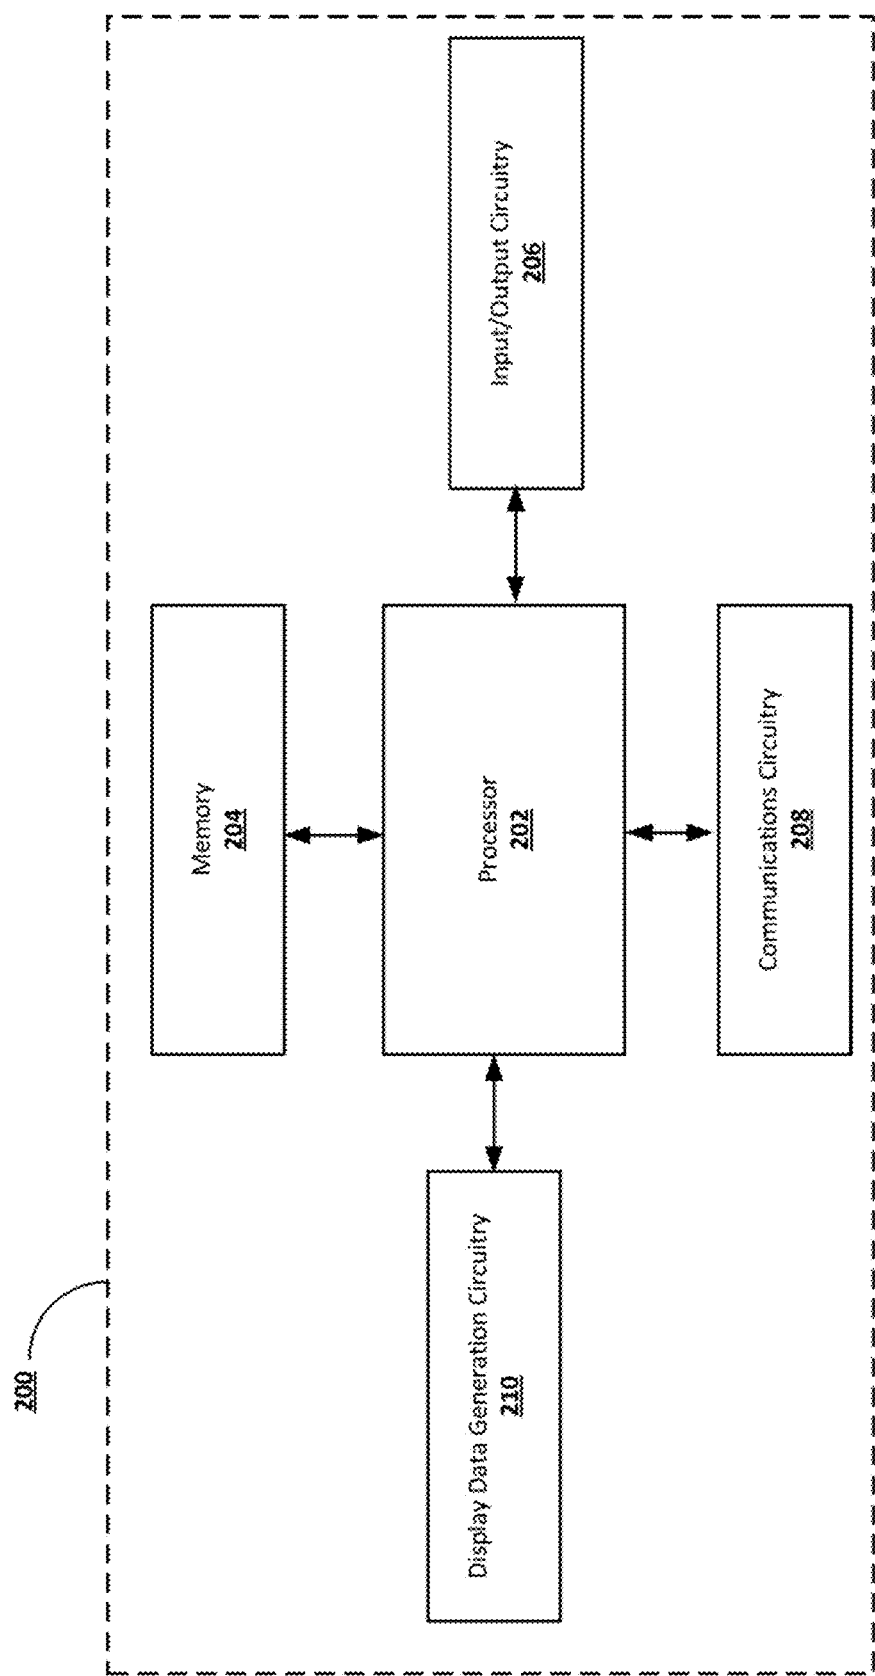 200
Memory
204
Display Data Generation Circuitry
210
Processor
202
Input/Output Circuitry
206
Communications Circuitry
208